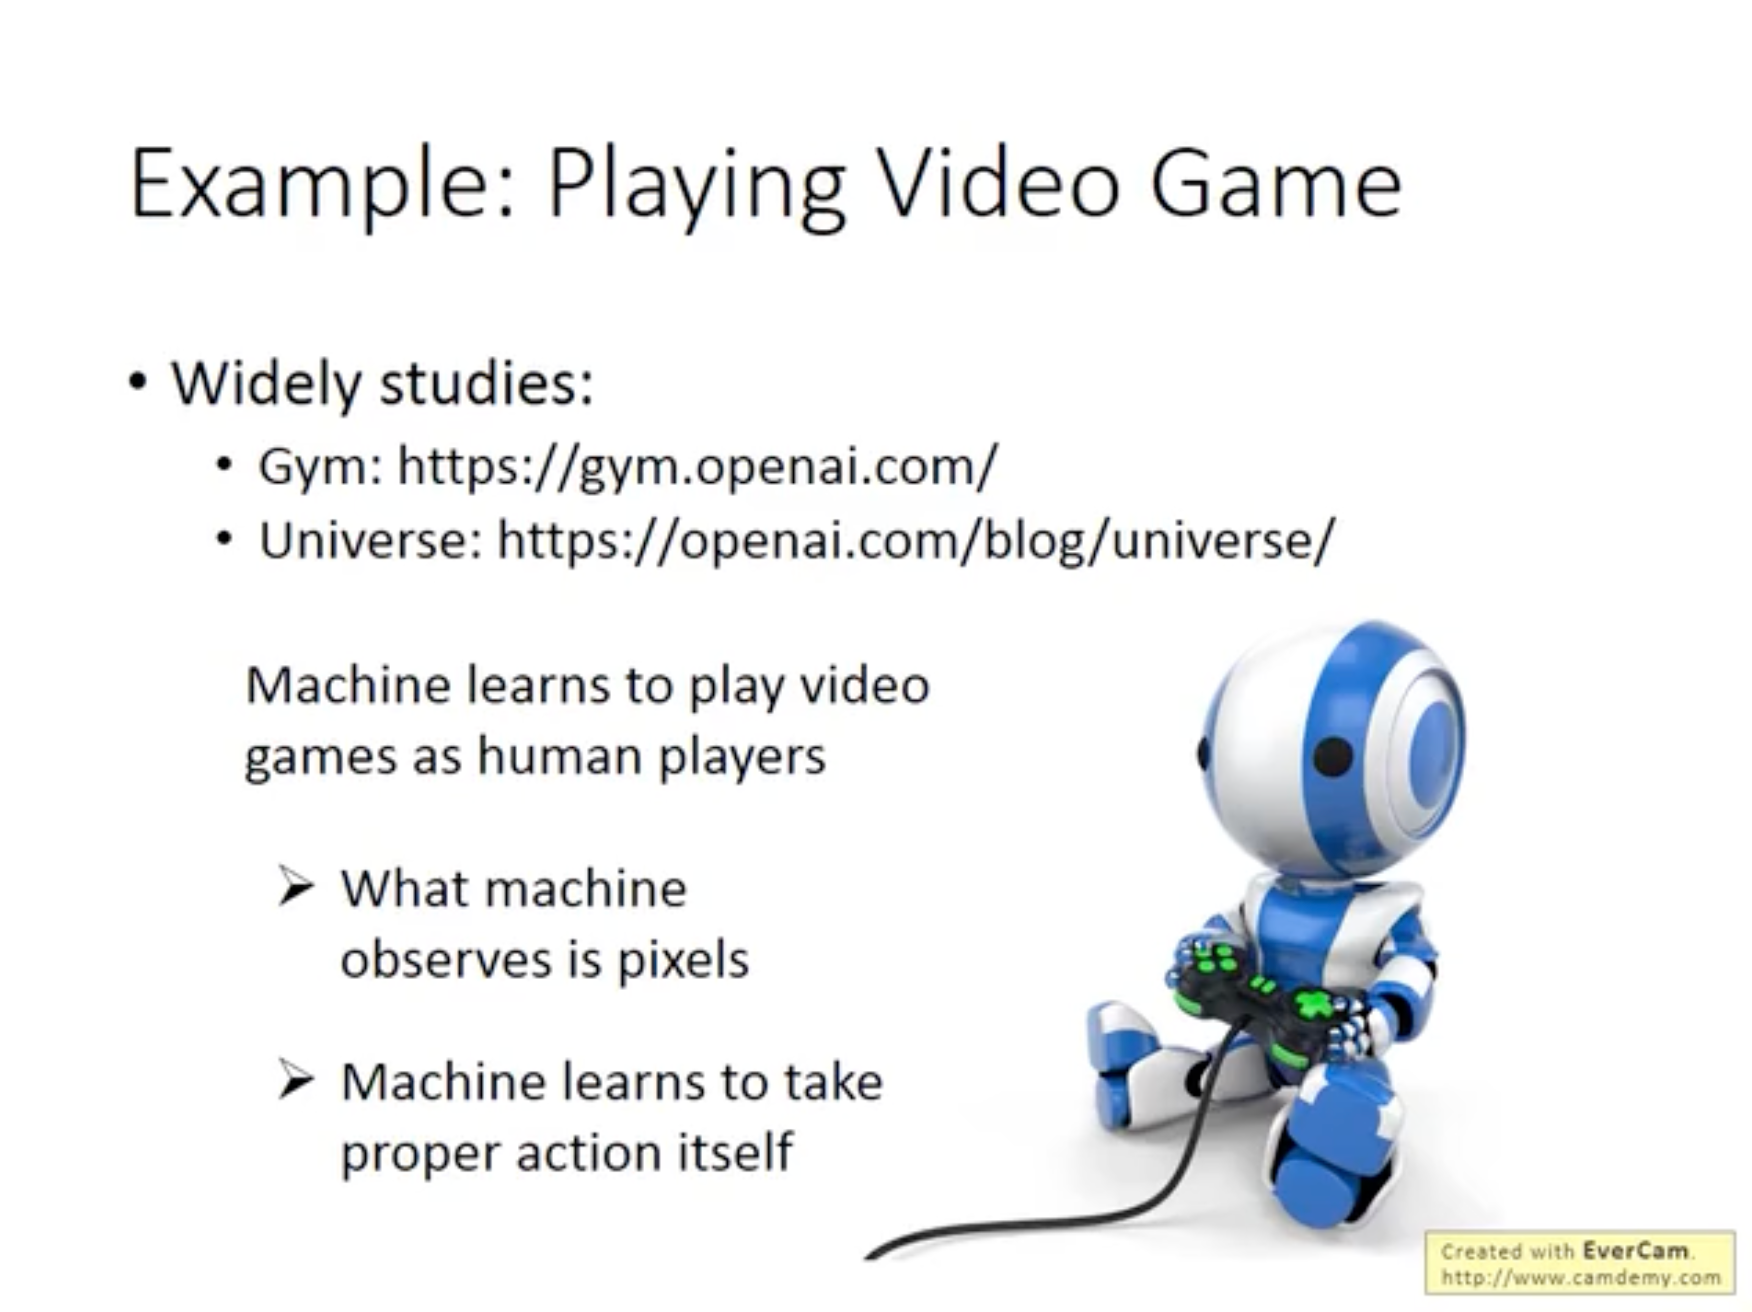 Example: Playing Video Game
• Widely studies:
• Gym: https://gym.openai.com/
• Universe: https://openai.com/blog/universe/
Machine learns to play video
games as human players
➢ What machine
observes is pixels
➢ Machine learns to take
proper action itself
Created with EverCam.
http://www.camdemy.com